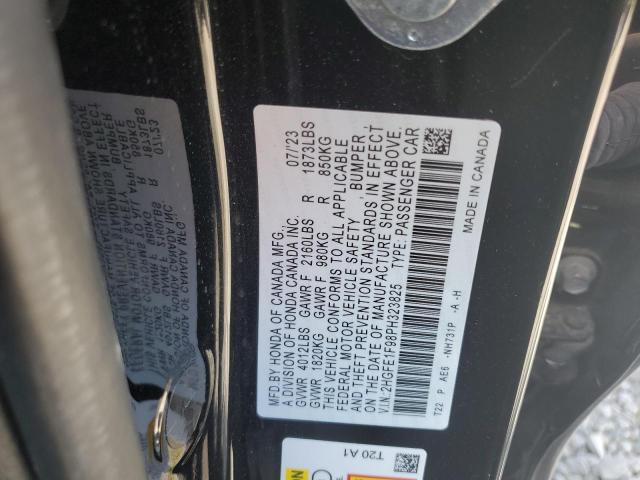 MFD.BY HONDA OF CANADA MFG. 07/23
A DIVISION OF HONDA CANADA INC.
GVWR 4012LBS GAWR F 2160LBS R 1873LBS
GVWR 1820KG GAWR F 980KG R 850KG
THIS VEHICLE CONFORMS TO ALL APPLICABLE
FEDERAL MOTOR VEHICLE SAFETY BUMPER,
AND THEFT PREVENTION STANDARDS IN EFFECT
ON THE DATE OF MANUFACTURE SHOWN ABOVE.
V.I.N: 2HGFE1F98PH323825 TYPE: PASSENGER CAR
T22 P AE6 -NH731P -A -H
MADE IN CANADA
T20 A1